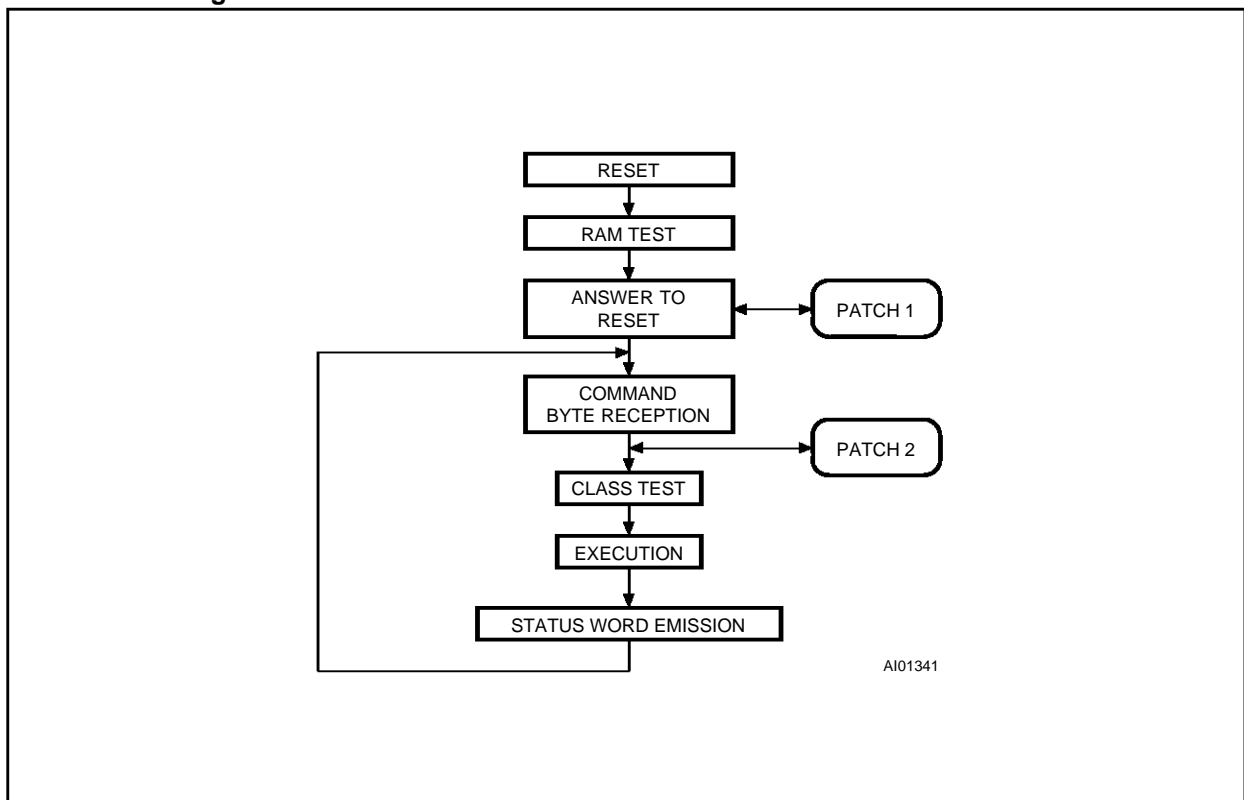 RESET
RAM TEST
ANSWER TO
RESET
PATCH 1
COMMAND
BYTE RECEPTION
PATCH 2
CLASS TEST
EXECUTION
STATUS WORD EMISSION
AI01341